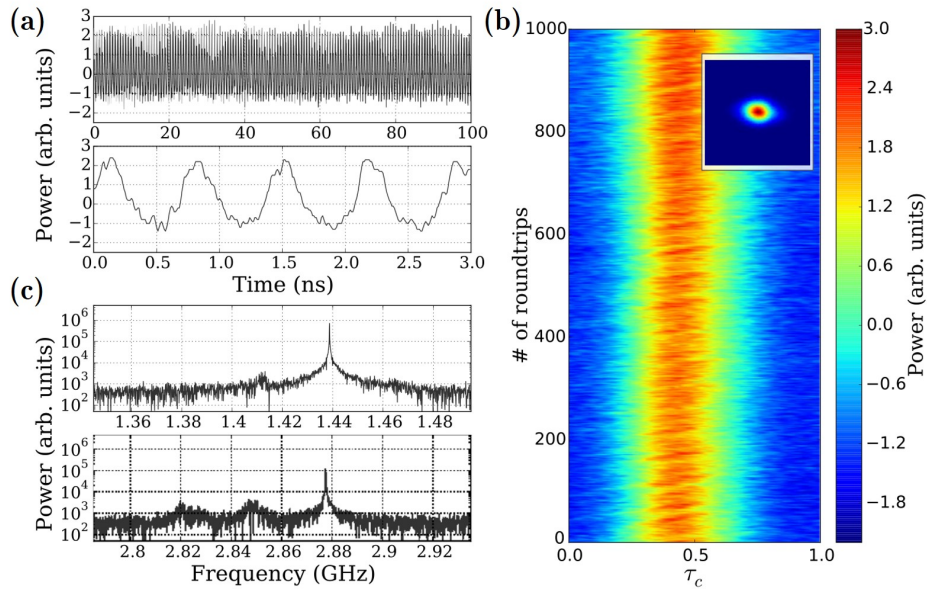 (a)
Power (arb. units)
3
2
1
0
−1
−2
0 20 40 60 80 100
3
2
1
0
−1
−2
0.0 0.5 1.0 1.5 2.0 2.5 3.0
Time (ns)
(c)
Power (arb. units)
10⁶
10⁵
10⁴
10³
10²
1.36 1.38 1.4 1.42 1.44 1.46 1.48
10⁶
10⁵
10⁴
10³
10²
2.8 2.82 2.84 2.86 2.88 2.9 2.92
Frequency (GHz)
(b)
# of roundtrips
1000
800
600
400
200
0
0.0 0.5 1.0
τc
3.0
2.4
1.8
1.2
0.6
0.0
−0.6
−1.2
−1.8
Power (arb. units)